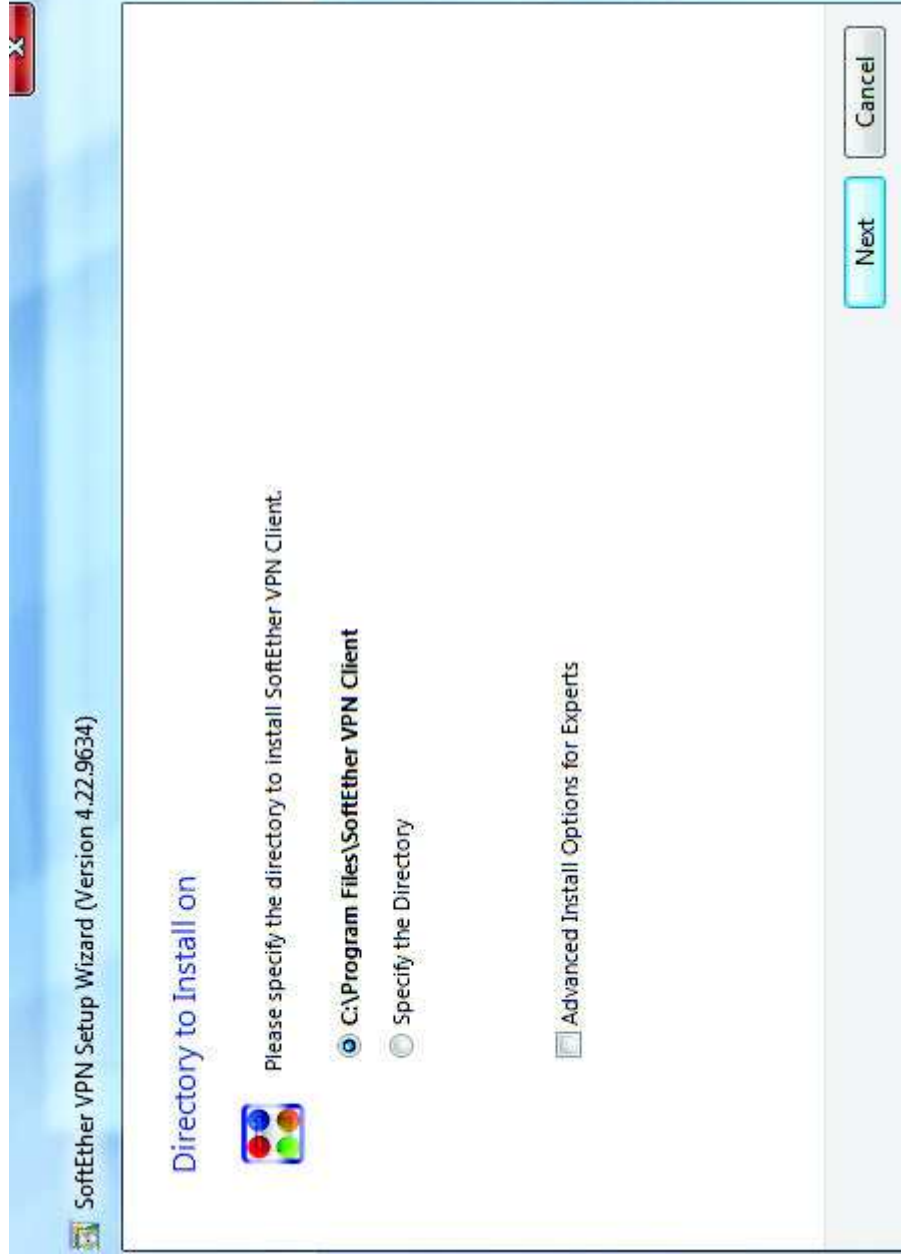 SoftEther VPN Setup Wizard (Version 4.22.9634)
X
Directory to Install on
Please specify the directory to install SoftEther VPN Client.
C:\Program Files\SoftEther VPN Client
Specify the Directory
Advanced Install Options for Experts
Next
Cancel